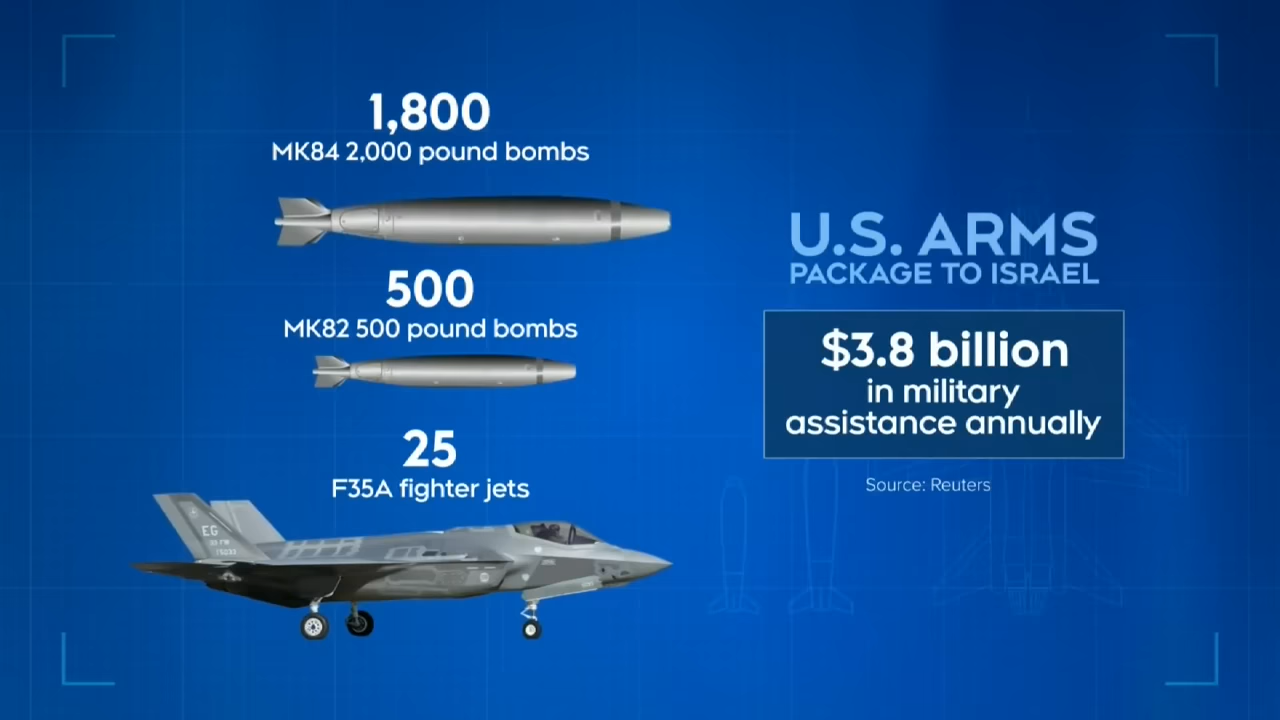 1,800
MK84 2,000 pound bombs
500
MK82 500 pound bombs
25
F35A fighter jets
EG
U.S. ARMS
PACKAGE TO ISRAEL
$3.8 billion
in military
assistance annually
Source: Reuters